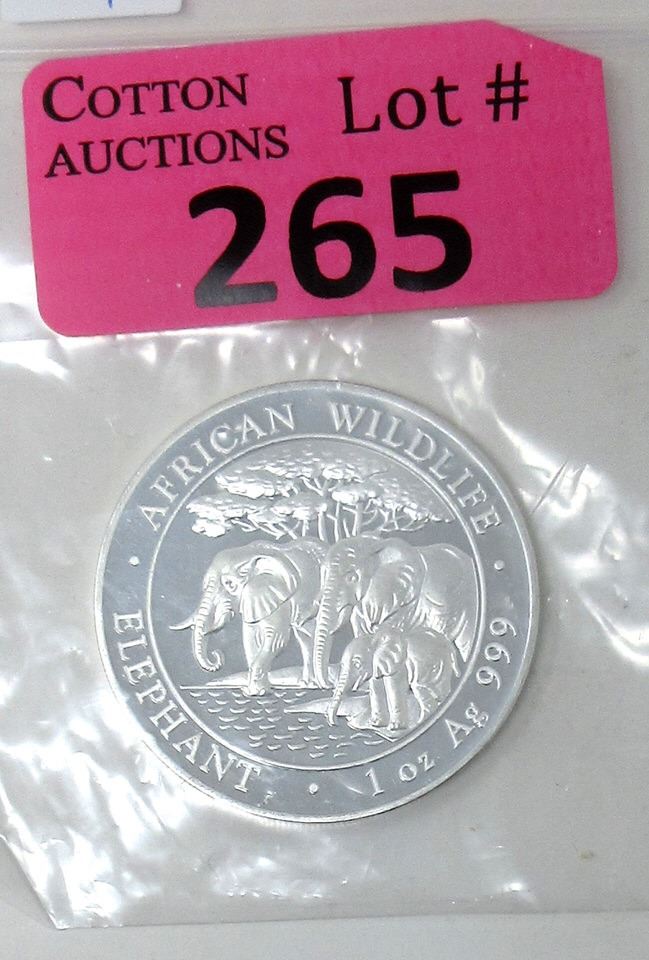 COTTON
AUCTIONS
Lot #
265
AFRICAN WILDLIFE
ELEPHANT • 1 oz Ag 999